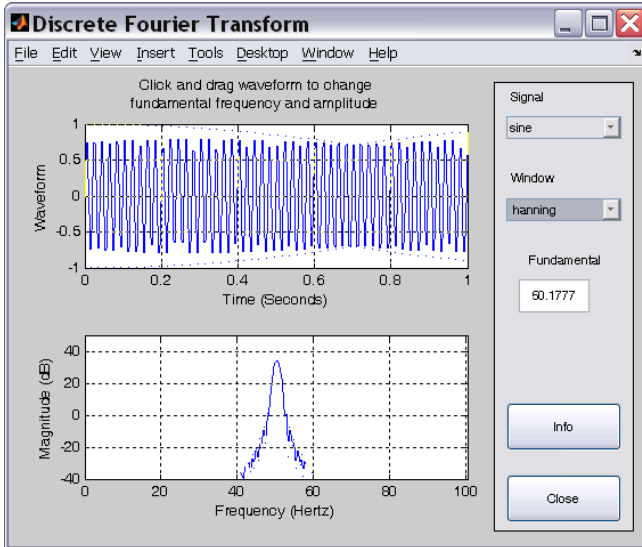 Discrete Fourier Transform
File Edit View Insert Tools Desktop Window Help
Click and drag waveform to change
fundamental frequency and amplitude
Waveform
1
0.5
0
-0.5
-1
0 0.2 0.4 0.6 0.8 1
Time (Seconds)
Magnitude (dB)
40
20
0
-20
-40
0 20 40 60 80 100
Frequency (Hertz)
Signal
sine
Window
hanning
Fundamental
50.1777
Info
Close